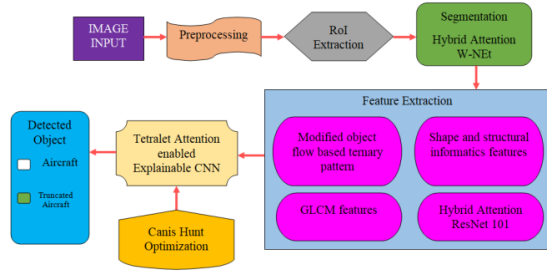 IMAGE
INPUT
Preprocessing
RoI
Extraction
Segmentation
Hybrid Attention
W-NEt
Feature Extraction
Modified object
flow based ternary
pattern
Shape and structural
informatics features
GLCM features
Hybrid Attention
ResNet 101
Tetralet Attention
enabled
Explainable CNN
Canis Hunt
Optimization
Detected
Object
Aircraft
Truncated
Aircraft